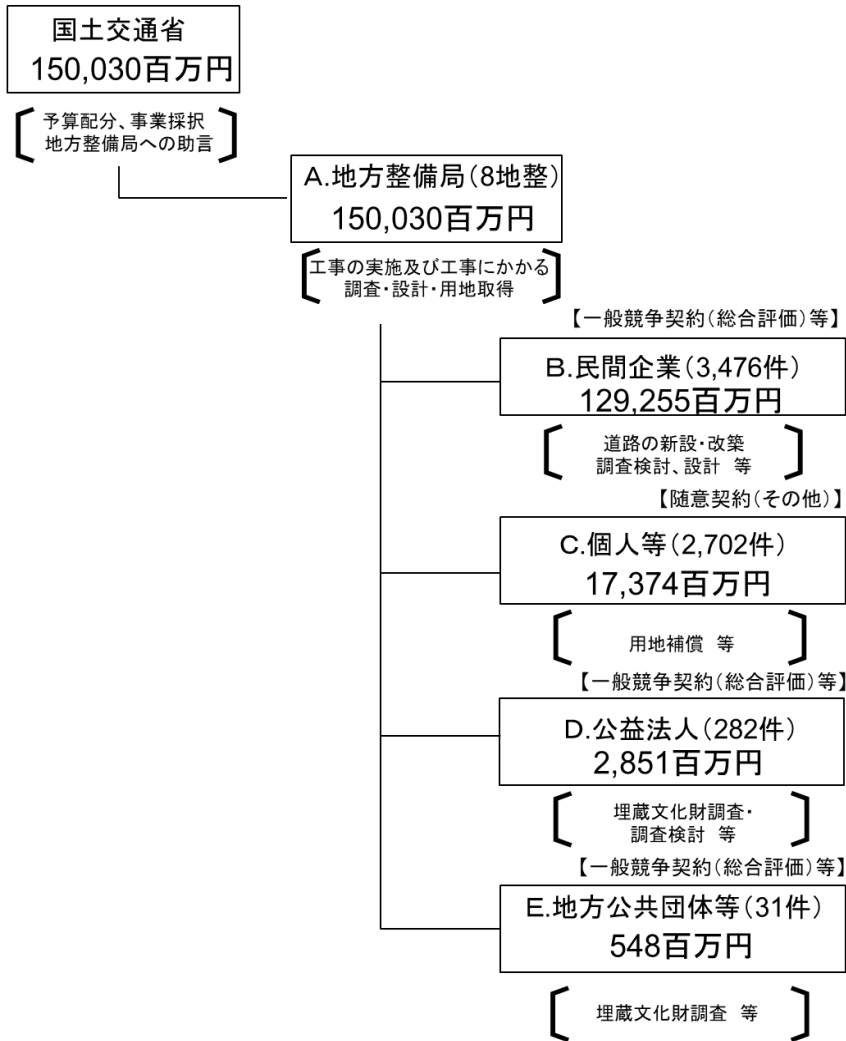 国土交通省
150,030百万円
予算配分、事業採択
地方整備局への助言
A.地方整備局(8地整)
150,030百万円
工事の実施及び工事にかかる
調査・設計・用地取得
【一般競争契約(総合評価)等】
B.民間企業(3,476件)
129,255百万円
道路の新設・改築
調査検討、設計 等
【随意契約(その他)】
C.個人等(2,702件)
17,374百万円
用地補償 等
【一般競争契約(総合評価)等】
D.公益法人(282件)
2,851百万円
埋蔵文化財調査・
調査検討 等
【一般競争契約(総合評価)等】
E.地方公共団体等(31件)
548百万円
埋蔵文化財調査 等